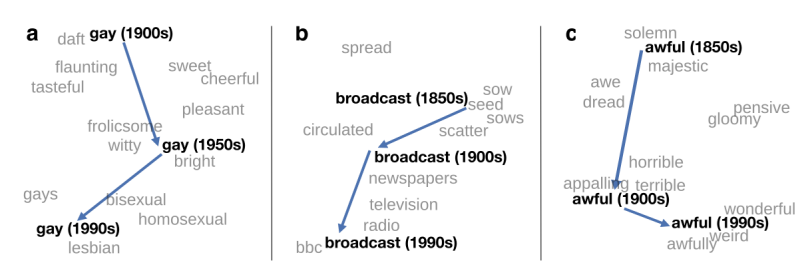 a
daft gay (1900s)
flaunting
sweet
tasteful
cheerful
pleasant
frolicsome
witty
gay (1950s)
bright
gays
bisexual
homosexual
gay (1990s)
lesbian
b
spread
broadcast (1850s)
sow
seed
sows
circulated
scatter
broadcast (1900s)
newspapers
television
radio
bbc broadcast (1990s)
c
solemn
awful (1850s)
majestic
awe
dread
pensive
gloomy
horrible
appalling terrible
awful (1900s)
wonderful
awful (1990s)
weird
awfully